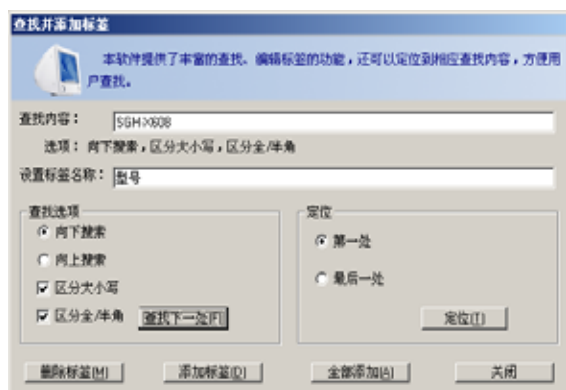 查找并添加标签
本软件提供了丰富的查找、编辑标签的功能，还可以定位到相应查找内容，方便用
户查找。
查找内容： SGH-X608
选项：向下搜索，区分大小写，区分全/半角
设置标签名称： 型号
查找选项
向下搜索
向上搜索
区分大小写
区分全/半角 查找下一处(F)
定位
第一处
最后一处
定位(T)
删除标签(M) 添加标签(D) 全部添加(A) 关闭